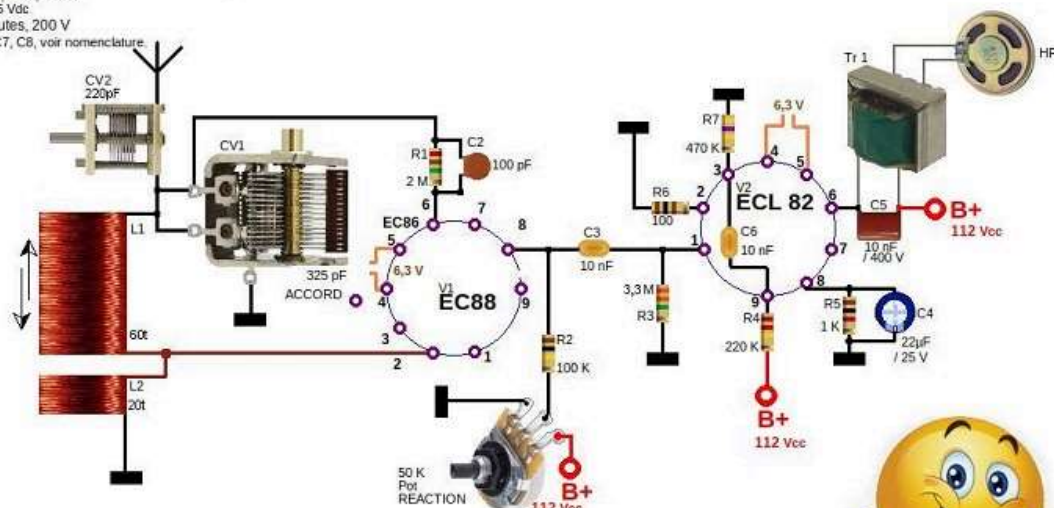 5 Vdc
utes, 200 V
C7, C8, voir nomenclature.
CV2
220pF
CV1
325 pF
ACCORD
L1
60t
L2
20t
R1
2 M
C2
100 pF
EC86
6,3 V
V1
EC88
1
2
3
4
5
6
7
8
9
C3
10 nF
R2
100 K
3,3 M
R3
50 K
Pot
REACTION
B+
112 Vcc
R6
100
R7
470 K
6,3 V
V2
ECL 82
C6
10 nF
1
2
3
4
5
6
7
8
9
R4
220 K
B+
112 Vcc
R5
1 K
C4
22µF
/ 25 V
C5
10 nF
/ 400 V
B+
112 Vcc
Tr 1
HP